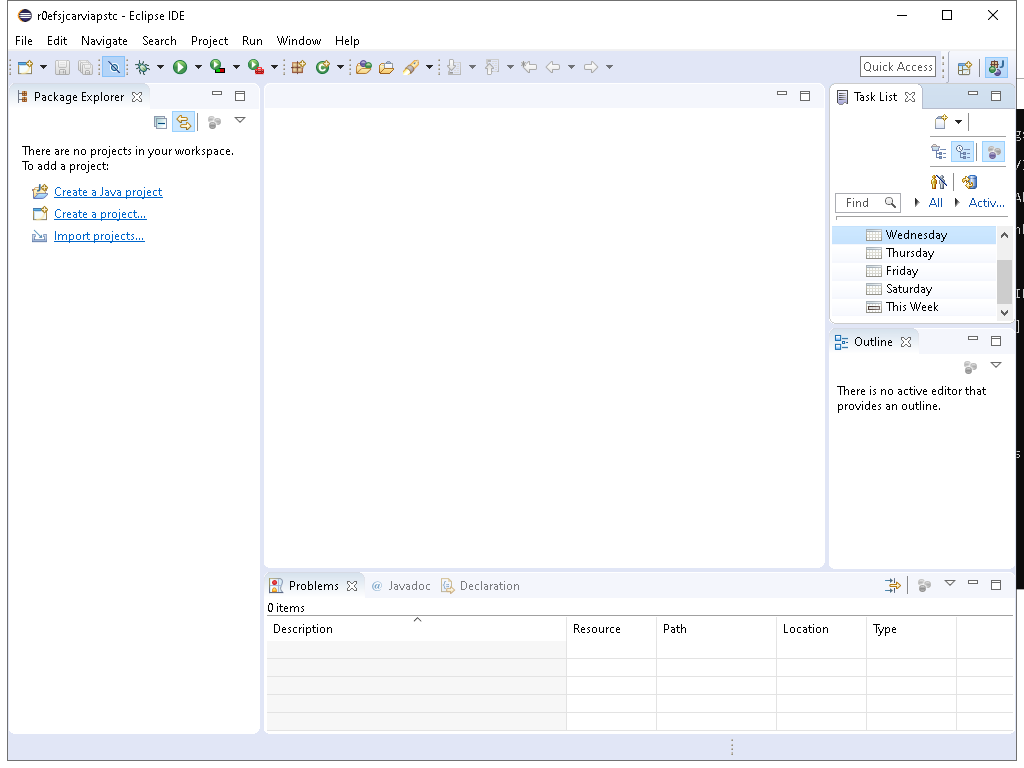 r0efsjcarviapstc - Eclipse IDE
File Edit Navigate Search Project Run Window Help
Quick Access
Package Explorer
There are no projects in your workspace.
To add a project:
Create a Java project
Create a project...
Import projects...
Task List
Find All Activ...
Wednesday
Thursday
Friday
Saturday
This Week
Outline
There is no active editor that
provides an outline.
Problems @ Javadoc Declaration
0 items
Description Resource Path Location Type